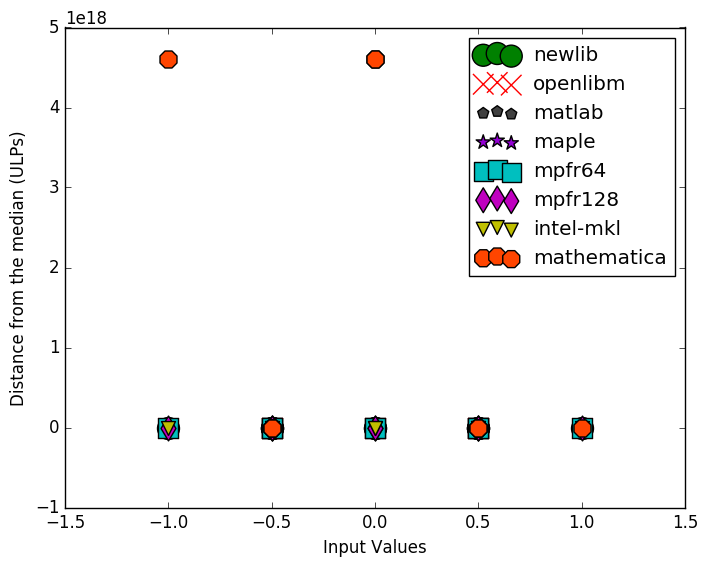 1e18
5
4
3
2
1
0
−1
−1.5
−1.0
−0.5
0.0
0.5
1.0
1.5
Input Values
Distance from the median (ULPs)
newlib
openlibm
matlab
maple
mpfr64
mpfr128
intel-mkl
mathematica